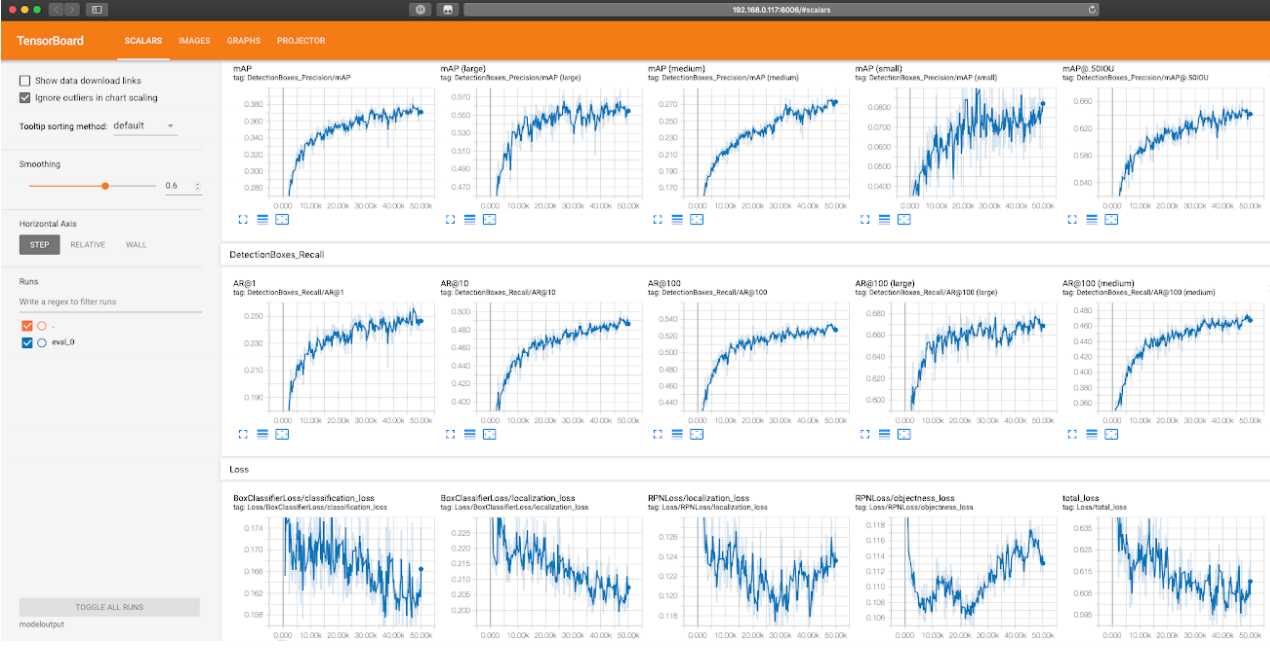 192.168.0.117:6006/#scalars
TensorBoard SCALARS IMAGES GRAPHS PROJECTOR
Show data download links
Ignore outliers in chart scaling
Tooltip sorting method: default
Smoothing
0.6
Horizontal Axis
STEP RELATIVE WALL
Runs
Write a regex to filter runs
.
eval_0
TOGGLE ALL RUNS
modeloutput
mAP
tag: DetectionBoxes_Precision/mAP
0.380
0.360
0.340
0.320
0.300
0.280
0.000 10.00k 20.00k 30.00k 40.00k 50.00k
mAP (large)
tag: DetectionBoxes_Precision/mAP (large)
0.570
0.550
0.530
0.510
0.490
0.470
0.000 10.00k 20.00k 30.00k 40.00k 50.00k
mAP (medium)
tag: DetectionBoxes_Precision/mAP (medium)
0.270
0.250
0.230
0.210
0.190
0.170
0.000 10.00k 20.00k 30.00k 40.00k 50.00k
mAP (small)
tag: DetectionBoxes_Precision/mAP (small)
0.0800
0.0700
0.0600
0.0500
0.0400
0.000 10.00k 20.00k 30.00k 40.00k 50.00k
mAP@.50IOU
tag: DetectionBoxes_Precision/mAP@.50IOU
0.660
0.620
0.580
0.540
0.000 10.00k 20.00k 30.00k 40.00k 50.00k
DetectionBoxes_Recall
AR@1
tag: DetectionBoxes_Recall/AR@1
0.250
0.230
0.210
0.190
0.000 10.00k 20.00k 30.00k 40.00k 50.00k
AR@10
tag: DetectionBoxes_Recall/AR@10
0.500
0.480
0.460
0.440
0.420
0.400
0.000 10.00k 20.00k 30.00k 40.00k 50.00k
AR@100
tag: DetectionBoxes_Recall/AR@100
0.540
0.520
0.500
0.480
0.460
0.000 10.00k 20.00k 30.00k 40.00k 50.00k
AR@100 (large)
tag: DetectionBoxes_Recall/AR@100 (large)
0.680
0.660
0.640
0.620
0.600
0.000 10.00k 20.00k 30.00k 40.00k 50.00k
AR@100 (medium)
tag: DetectionBoxes_Recall/AR@100 (medium)
0.480
0.460
0.440
0.420
0.400
0.380
0.360
0.000 10.00k 20.00k 30.00k 40.00k 50.00k
Loss
BoxClassifierLoss/classification_loss
tag: Loss/BoxClassifierLoss/classification_loss
0.174
0.170
0.166
0.162
0.158
0.000 10.00k 20.00k 30.00k 40.00k 50.00k
BoxClassifierLoss/localization_loss
tag: Loss/BoxClassifierLoss/localization_loss
0.225
0.220
0.215
0.210
0.205
0.200
0.000 10.00k 20.00k 30.00k 40.00k 50.00k
RPNLoss/localization_loss
tag: Loss/RPNLoss/localization_loss
0.126
0.124
0.122
0.120
0.118
0.000 10.00k 20.00k 30.00k 40.00k 50.00k
RPNLoss/objectness_loss
tag: Loss/RPNLoss/objectness_loss
0.118
0.116
0.114
0.112
0.110
0.108
0.106
0.000 10.00k 20.00k 30.00k 40.00k 50.00k
total_loss
tag: Loss/total_loss
0.635
0.625
0.615
0.605
0.595
0.000 10.00k 20.00k 30.00k 40.00k 50.00k